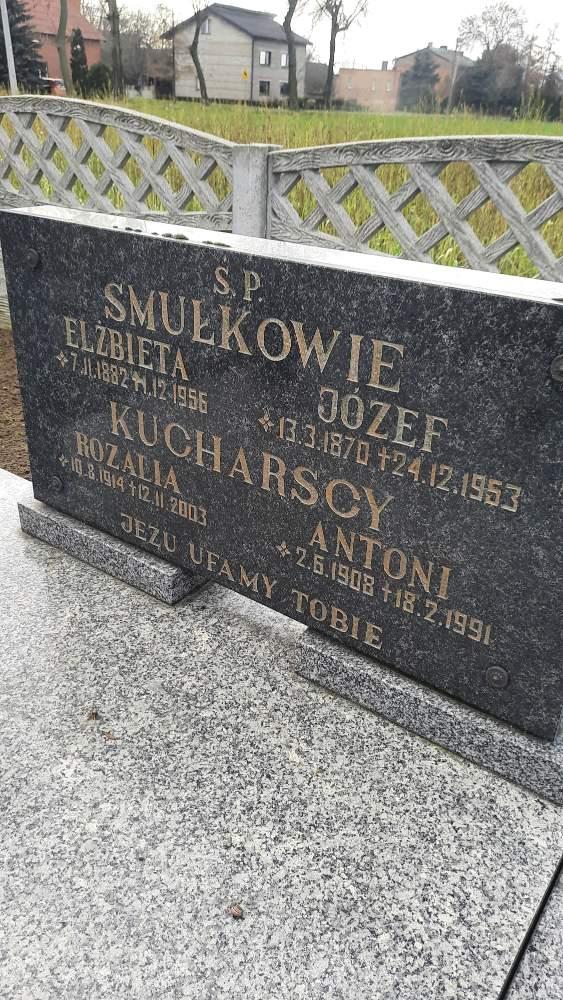 Ś.P.
SMUŁKOWIE
ELŻBIETA JÓZEF
*7.11.1882 †1.12.1956 *13.3.1870 †24.12.1953
KUCHARSCY
ROZALIA ANTONI
*10.8.1914 †12.11.2003 *2.6.1908 †18.2.1991
JEZU UFAMY TOBIE